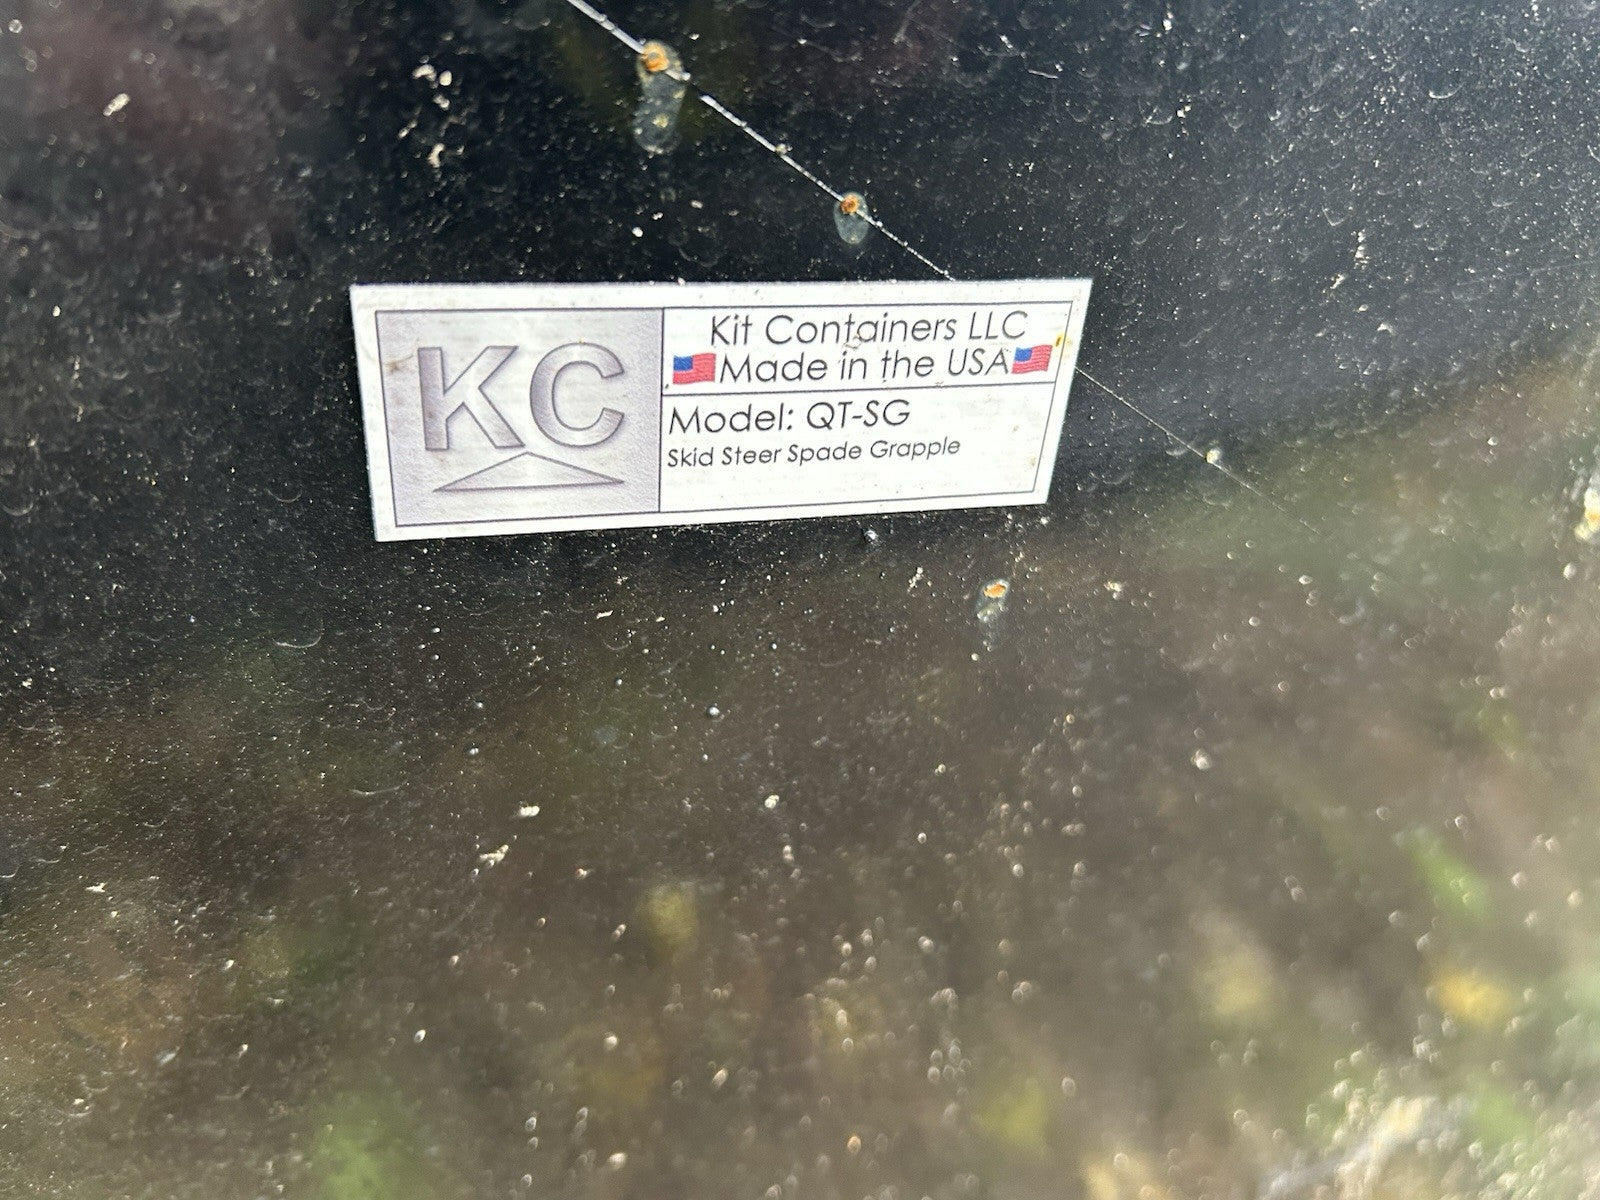 KC
Kit Containers LLC
Made in the USA
Model: QT-SG
Skid Steer Spade Grapple